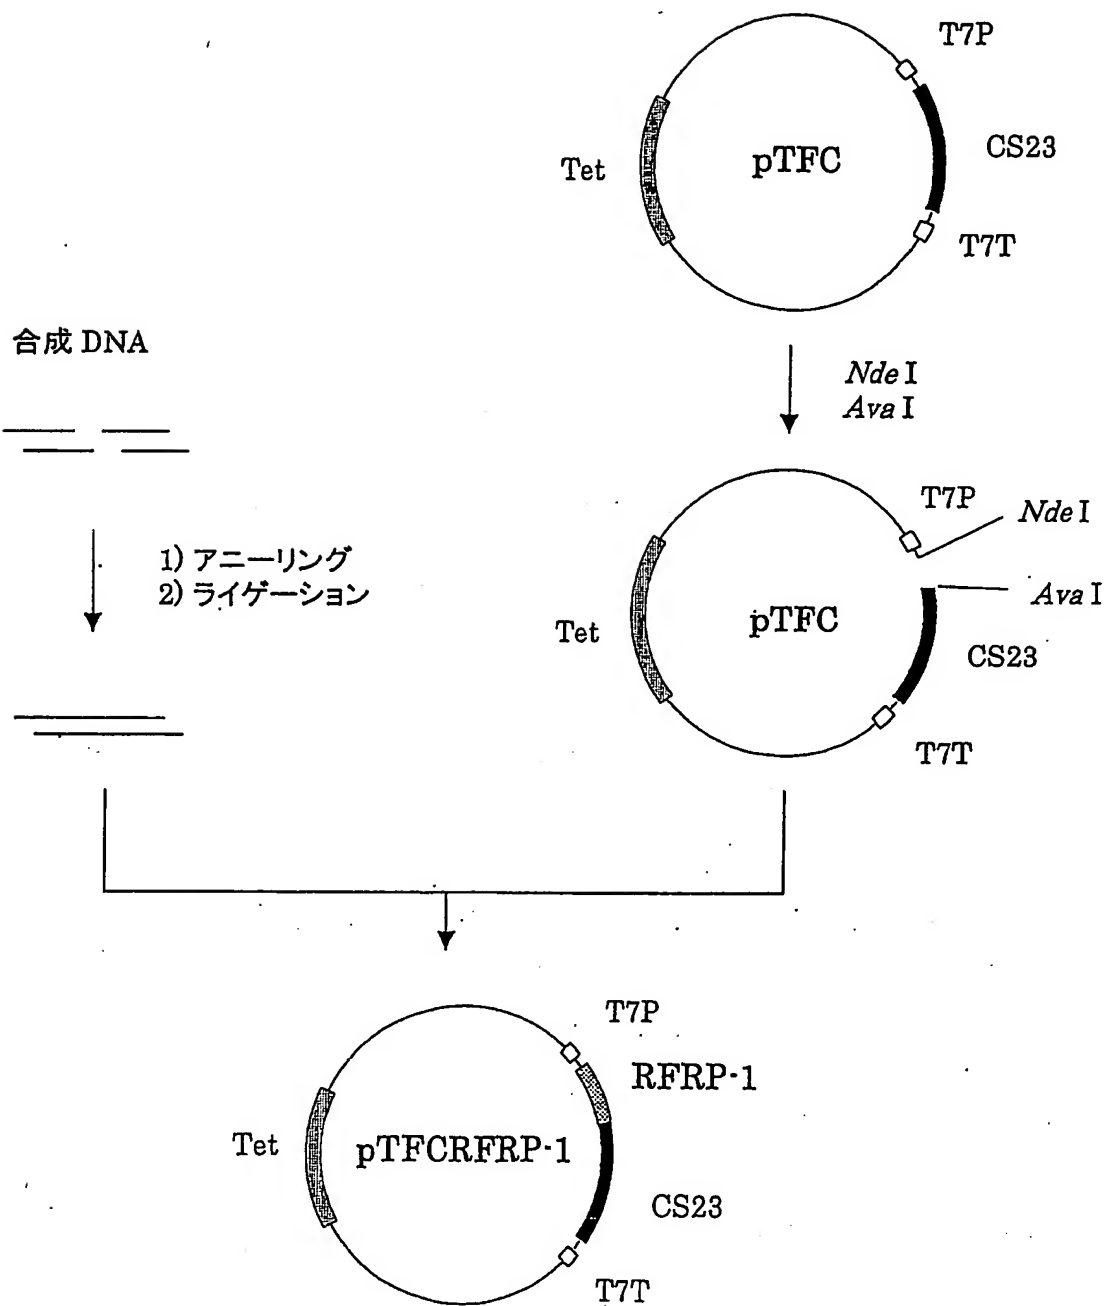 T7P
Tet
pTFC
CS23
T7T
合成 DNA
Nde I
Ava I
1) アニーリング
2) ライゲーション
T7P
Nde I
Ava I
Tet
pTFC
CS23
T7T
T7P
RFRP-1
Tet
pTFCRFRP-1
CS23
T7T